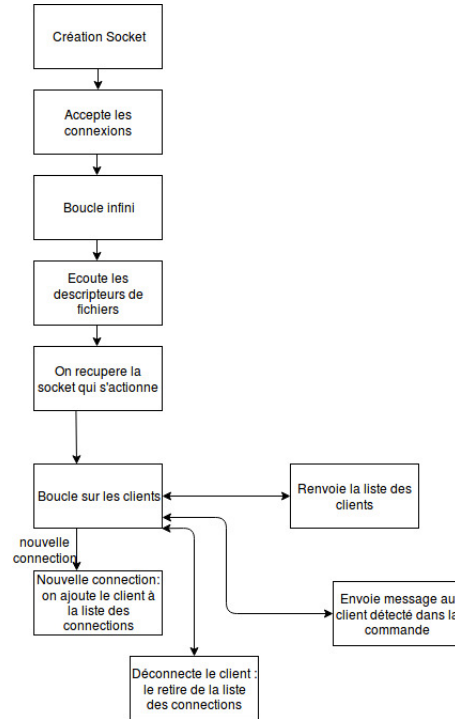 Création Socket
Accepte les
connexions
Boucle infini
Ecoute les
descripteurs de
fichiers
On recupere la
socket qui s'actionne
Boucle sur les clients
Renvoie la liste des
clients
nouvelle
connection
Nouvelle connection:
on ajoute le client à
la liste des
connections
Envoie message au
client détecté dans la
commande
Déconnecte le client :
le retire de la liste
des connections